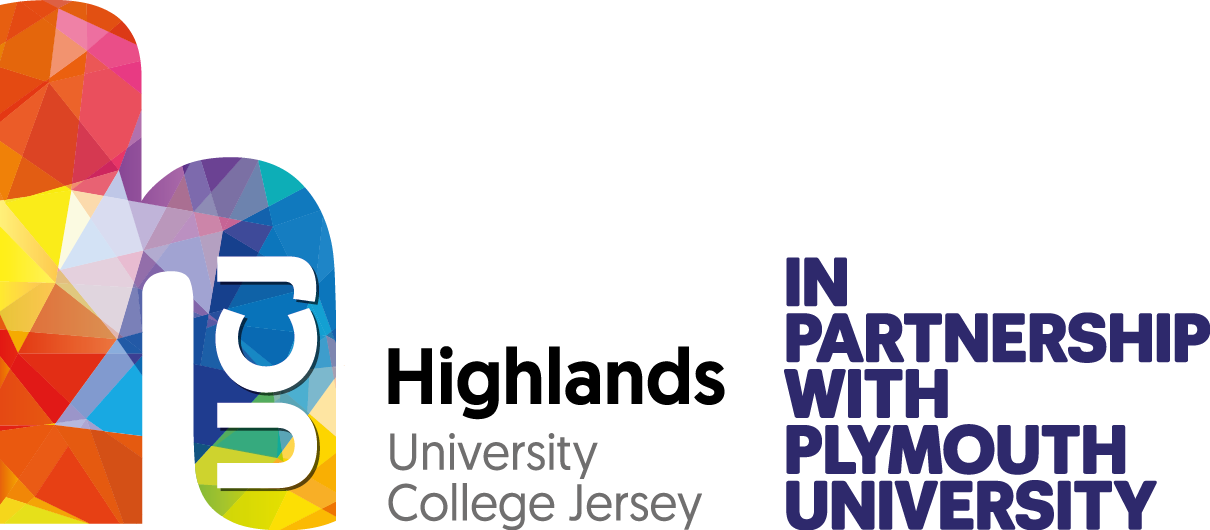 ucj
Highlands
University
College Jersey
IN
PARTNERSHIP
WITH
PLYMOUTH
UNIVERSITY